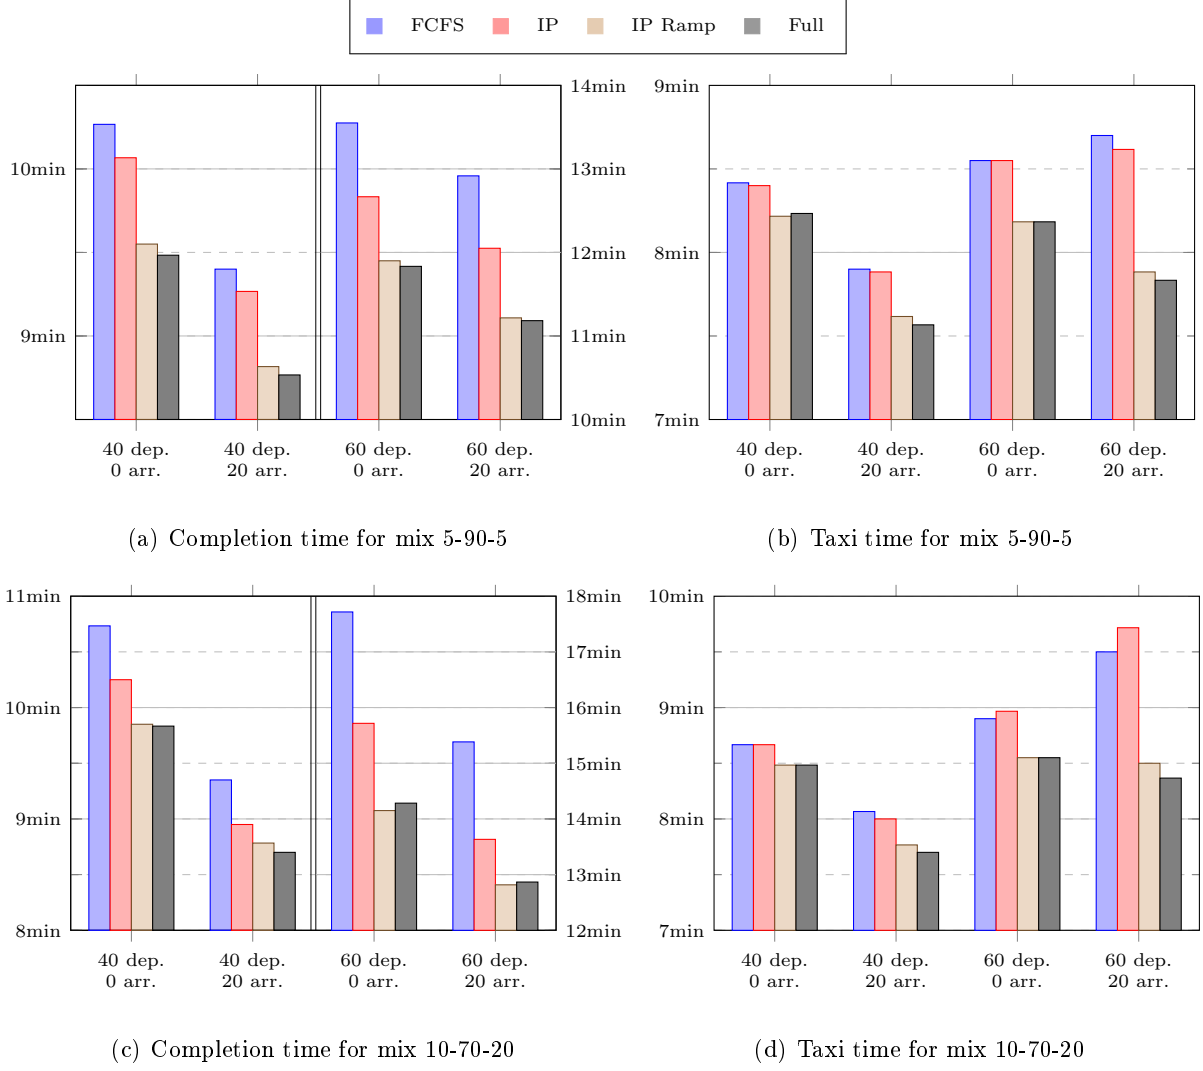 FCFS IP IP Ramp Full
14min
10min 13min
12min
9min 11min
10min
40 dep. 40 dep. 60 dep. 60 dep.
0 arr. 20 arr. 0 arr. 20 arr.
(a) Completion time for mix 5-90-5
9min
8min
7min
40 dep. 40 dep. 60 dep. 60 dep.
0 arr. 20 arr. 0 arr. 20 arr.
(b) Taxi time for mix 5-90-5
11min 18min
17min
10min 16min
15min
9min 14min
13min
8min 12min
40 dep. 40 dep. 60 dep. 60 dep.
0 arr. 20 arr. 0 arr. 20 arr.
(c) Completion time for mix 10-70-20
10min
9min
8min
7min
40 dep. 40 dep. 60 dep. 60 dep.
0 arr. 20 arr. 0 arr. 20 arr.
(d) Taxi time for mix 10-70-20